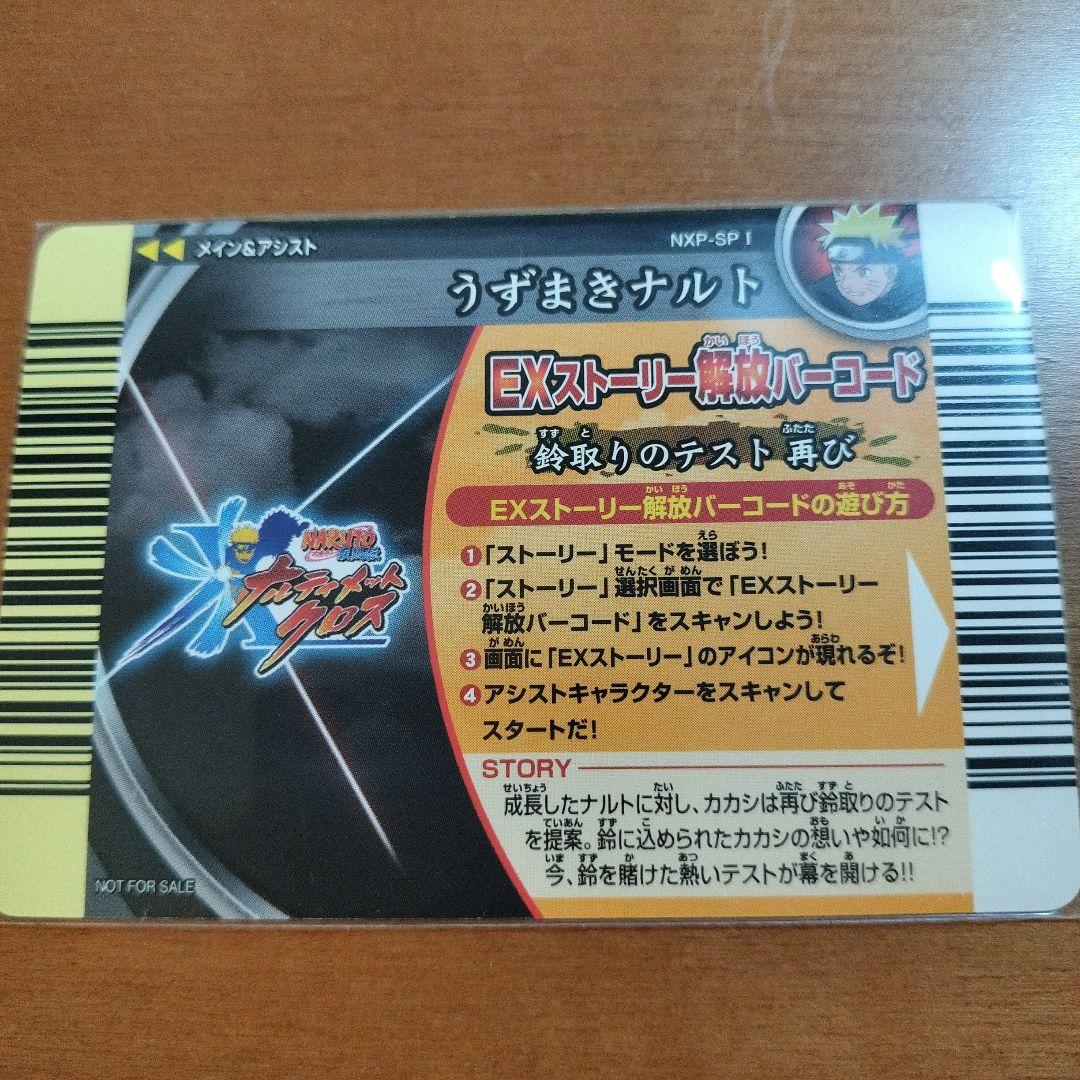 メイン&アシスト
NXP-SP I
うずまきナルト
EXストーリー解放バーコード
鈴取りのテスト 再び
EXストーリー解放バーコードの遊び方
①「ストーリー」モードを選ぼう!
②「ストーリー」選択画面で「EXストーリー
解放バーコード」をスキャンしよう!
③画面に「EXストーリー」のアイコンが現れるぞ!
④アシストキャラクターをスキャンして
スタートだ!
NARUTO
疾風伝
ナルティメット
クロス
STORY
成長したナルトに対し、カカシは再び鈴取りのテスト
を提案。鈴に込められたカカシの想いや如何に!?
今、鈴を賭けた熱いテストが幕を開ける!!
NOT FOR SALE